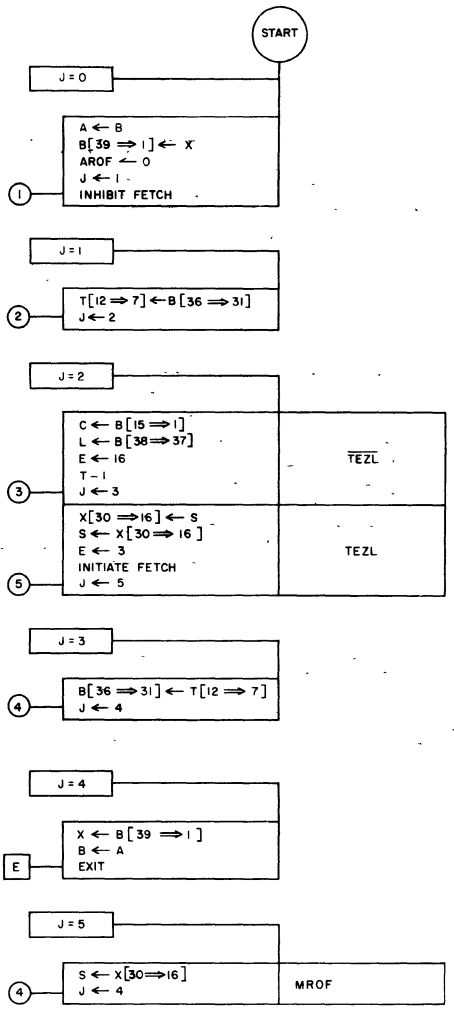 START
J = 0
A ← B
B[39 ⇒ 1] ← X
AROF ← 0
J ← 1
INHIBIT FETCH
1
J = 1
T[12 ⇒ 7] ← B[36 ⇒ 31]
J ← 2
2
J = 2
C ← B[15 ⇒ 1]
L ← B[38 ⇒ 37]
E ← 16
T - 1
J ← 3
T̅E̅Z̅L̅
3
X[30 ⇒ 16] ← S
S ← X[30 ⇒ 16]
E ← 3
INITIATE FETCH
J ← 5
TEZL
5
J = 3
B[36 ⇒ 31] ← T[12 ⇒ 7]
J ← 4
4
J = 4
X ← B[39 ⇒ 1]
B ← A
EXIT
E
J = 5
S ← X[30 ⇒ 16]
J ← 4
MROF
4